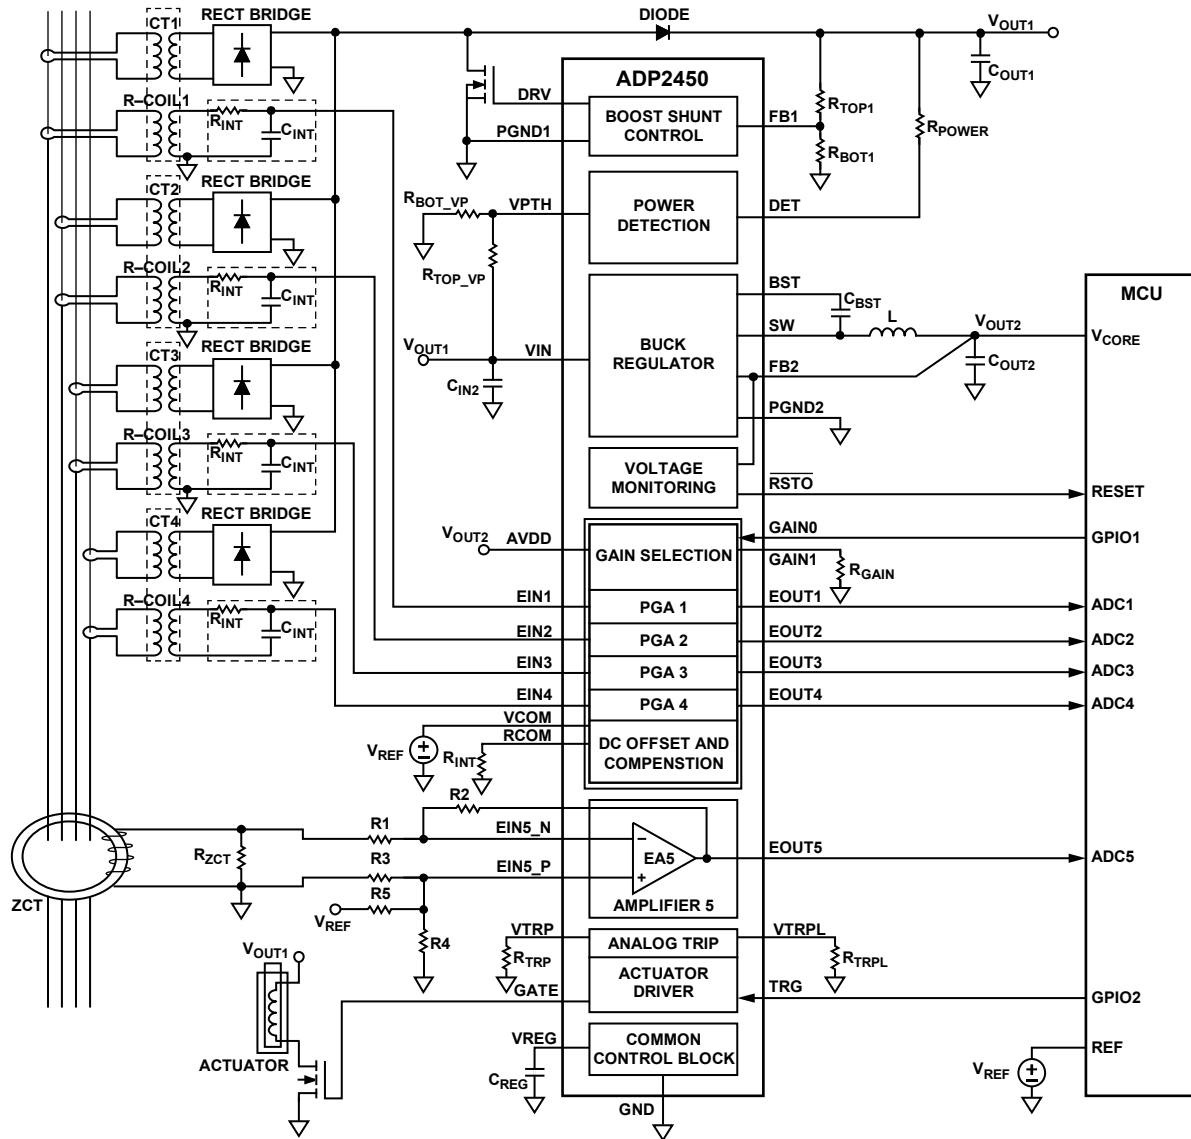 CT1
RECT BRIDGE
DIODE
VOUT1
COUT1
ADP2450
R–COIL1
RINT
CINT
DRV
PGND1
BOOST SHUNT
CONTROL
FB1
RTOP1
RBOT1
RPOWER
CT2
RECT BRIDGE
RBOT_VP
VPTH
RTOP_VP
POWER
DETECTION
DET
R–COIL2
RINT
CINT
BUCK
REGULATOR
BST
CBST
SW
L
VOUT2
COUT2
FB2
PGND2
MCU
VCORE
VOUT1
VIN
CIN2
CT3
RECT BRIDGE
R–COIL3
RINT
CINT
VOLTAGE
MONITORING
RSTO
RESET
CT4
RECT BRIDGE
VOUT2
AVDD
GAIN SELECTION
GAIN0
GPIO1
GAIN1
RGAIN
R–COIL4
RINT
CINT
EIN1
PGA 1
EOUT1
ADC1
EIN2
PGA 2
EOUT2
ADC2
EIN3
PGA 3
EOUT3
ADC3
EIN4
PGA 4
EOUT4
ADC4
VCOM
RCOM
VREF
RINT
DC OFFSET AND
COMPENSTION
R2
R1
EIN5_N
RZCT
R3
EIN5_P
EA5
EOUT5
ADC5
AMPLIFIER 5
R5
VREF
R4
ZCT
VTRP
RTRP
ANALOG TRIP
VTRPL
RTRPL
VOUT1
GATE
ACTUATOR
DRIVER
TRG
GPIO2
ACTUATOR
VREG
CREG
COMMON
CONTROL BLOCK
REF
VREF
GND